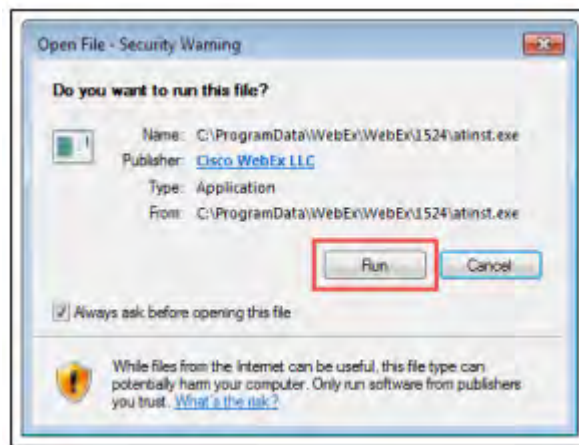 Open File - Security Warning
Do you want to run this file?
Name: C:\ProgramData\WebEx\WebEx\1524\atinst.exe
Publisher: Cisco WebEx LLC
Type: Application
From: C:\ProgramData\WebEx\WebEx\1524\atinst.exe
Run Cancel
Always ask before opening this file
While files from the Internet can be useful, this file type can
potentially harm your computer. Only run software from publishers
you trust. What's the risk?